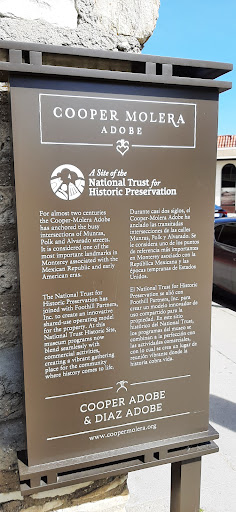 COOPER MOLERA
ADOBE
A Site of the
National Trust for
Historic Preservation
For almost two centuries
the Cooper-Molera Adobe
has anchored the busy
intersections of Munras,
Polk and Alvarado streets.
It is considered one of the
most important landmarks in
Monterey associated with the
Mexican Republic and early
American eras.
The National Trust for
Historic Preservation has
joined with Foothill Partners,
Inc. to create an innovative
shared-use operating model
for the property. At this
National Trust Historic Site,
museum programs now
blend seamlessly with
commercial activities,
creating a vibrant gathering
place for the community
where history comes to life.
Durante casi dos siglos, el
Cooper-Molera Adobe ha
anclado las transitadas
intersecciones de las calles
Munras, Polk y Alvarado. Se
le considera uno de los puntos
de referencia más importantes
en Monterey asociado con la
República Mexicana y las
épocas tempranas de Estados
Unidos.
El National Trust for Historic
Preservation se alió con
Foothill Partners, Inc. para
crear un modelo innovador de
uso compartido para la
propiedad. En este sitio
histórico del National Trust,
los programas del museo se
combinan a la perfección con
las actividades comerciales,
con lo cual se crea un lugar de
reunión vibrante donde la
historia cobra vida.
COOPER ADOBE
& DIAZ ADOBE
www.coopermolera.org